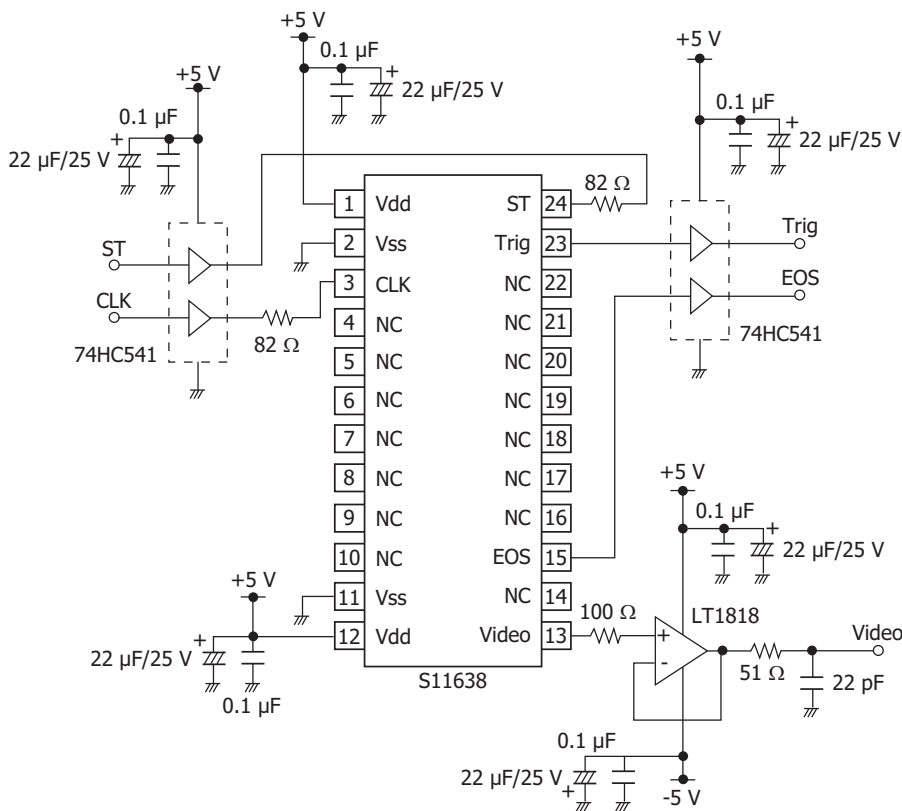 +5 V
0.1 µF
+
22 µF/25 V
+5 V
0.1 µF
+
22 µF/25 V
+5 V
0.1 µF
+
22 µF/25 V
ST
CLK
74HC541
82 Ω
82 Ω
1 Vdd
2 Vss
3 CLK
4 NC
5 NC
6 NC
7 NC
8 NC
9 NC
10 NC
11 Vss
12 Vdd
ST 24
Trig 23
NC 22
NC 21
NC 20
NC 19
NC 18
NC 17
NC 16
EOS 15
NC 14
Video 13
S11638
Trig
EOS
74HC541
+5 V
+
22 µF/25 V
0.1 µF
+5 V
0.1 µF
+
22 µF/25 V
100 Ω
LT1818
+
-
51 Ω
Video
22 pF
0.1 µF
22 µF/25 V
+
-5 V